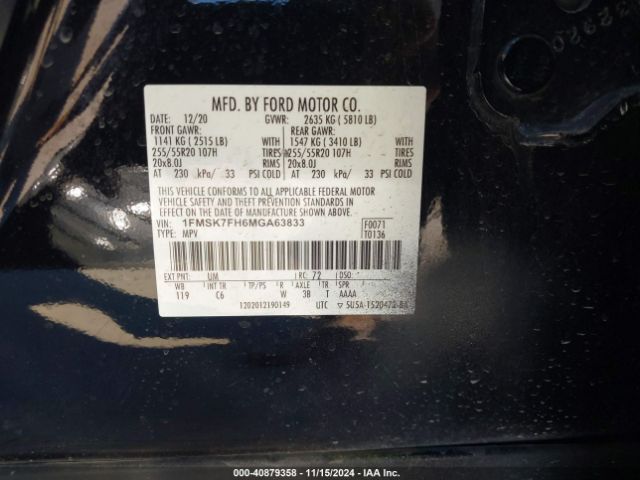 32920
MFD. BY FORD MOTOR CO.
DATE: 12/20 GVWR: 2635 KG ( 5810 LB)
FRONT GAWR: REAR GAWR:
1141 KG ( 2515 LB) WITH 1547 KG ( 3410 LB) WITH
255/55R20 107H TIRES 255/55R20 107H TIRES
20x8.0J RIMS 20x8.0J RIMS
AT 230 kPa/ 33 PSI COLD AT 230 kPa/ 33 PSI COLD
THIS VEHICLE CONFORMS TO ALL APPLICABLE FEDERAL MOTOR
VEHICLE SAFETY AND THEFT PREVENTION STANDARDS IN
EFFECT ON THE DATE OF MANUFACTURE SHOWN ABOVE.
VIN: 1FMSK7FH6MGA63833 F0071
TYPE: MPV T0136
EXT PNT: UM RC: 72 DSO:
WB INT TR TP/PS R AXLE TR SPR
119 C6 W 3B T AAAA
1202012190149 UTC
000-40879358 - 11/15/2024 - IAA Inc.